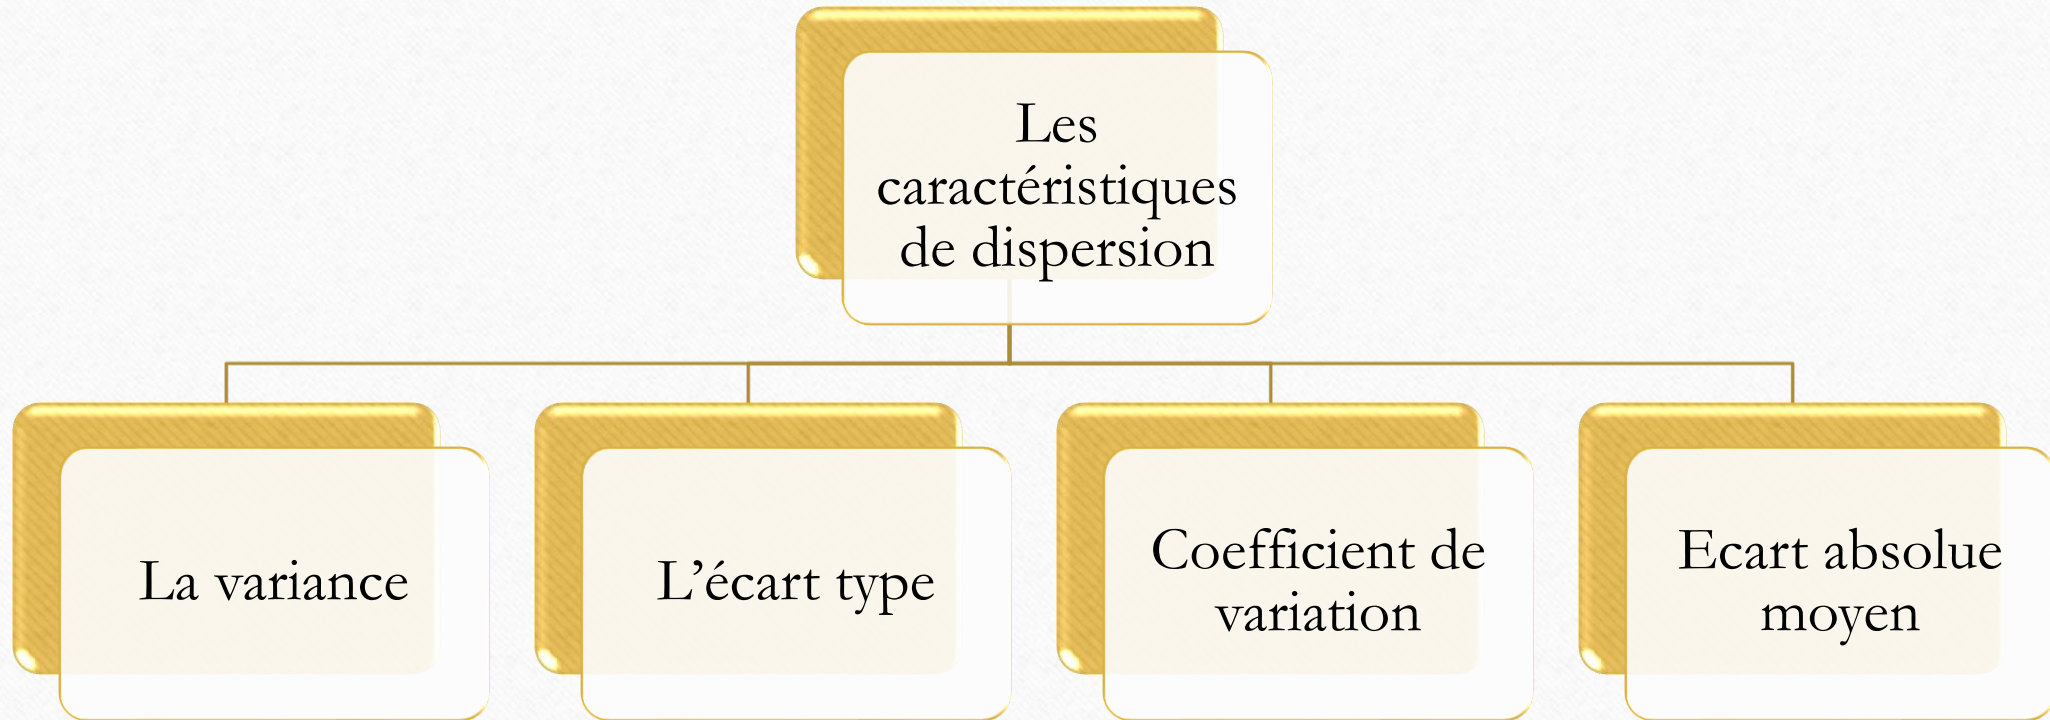 Les
caractéristiques
de dispersion
La variance
L’écart type
Coefficient de
variation
Ecart absolue
moyen